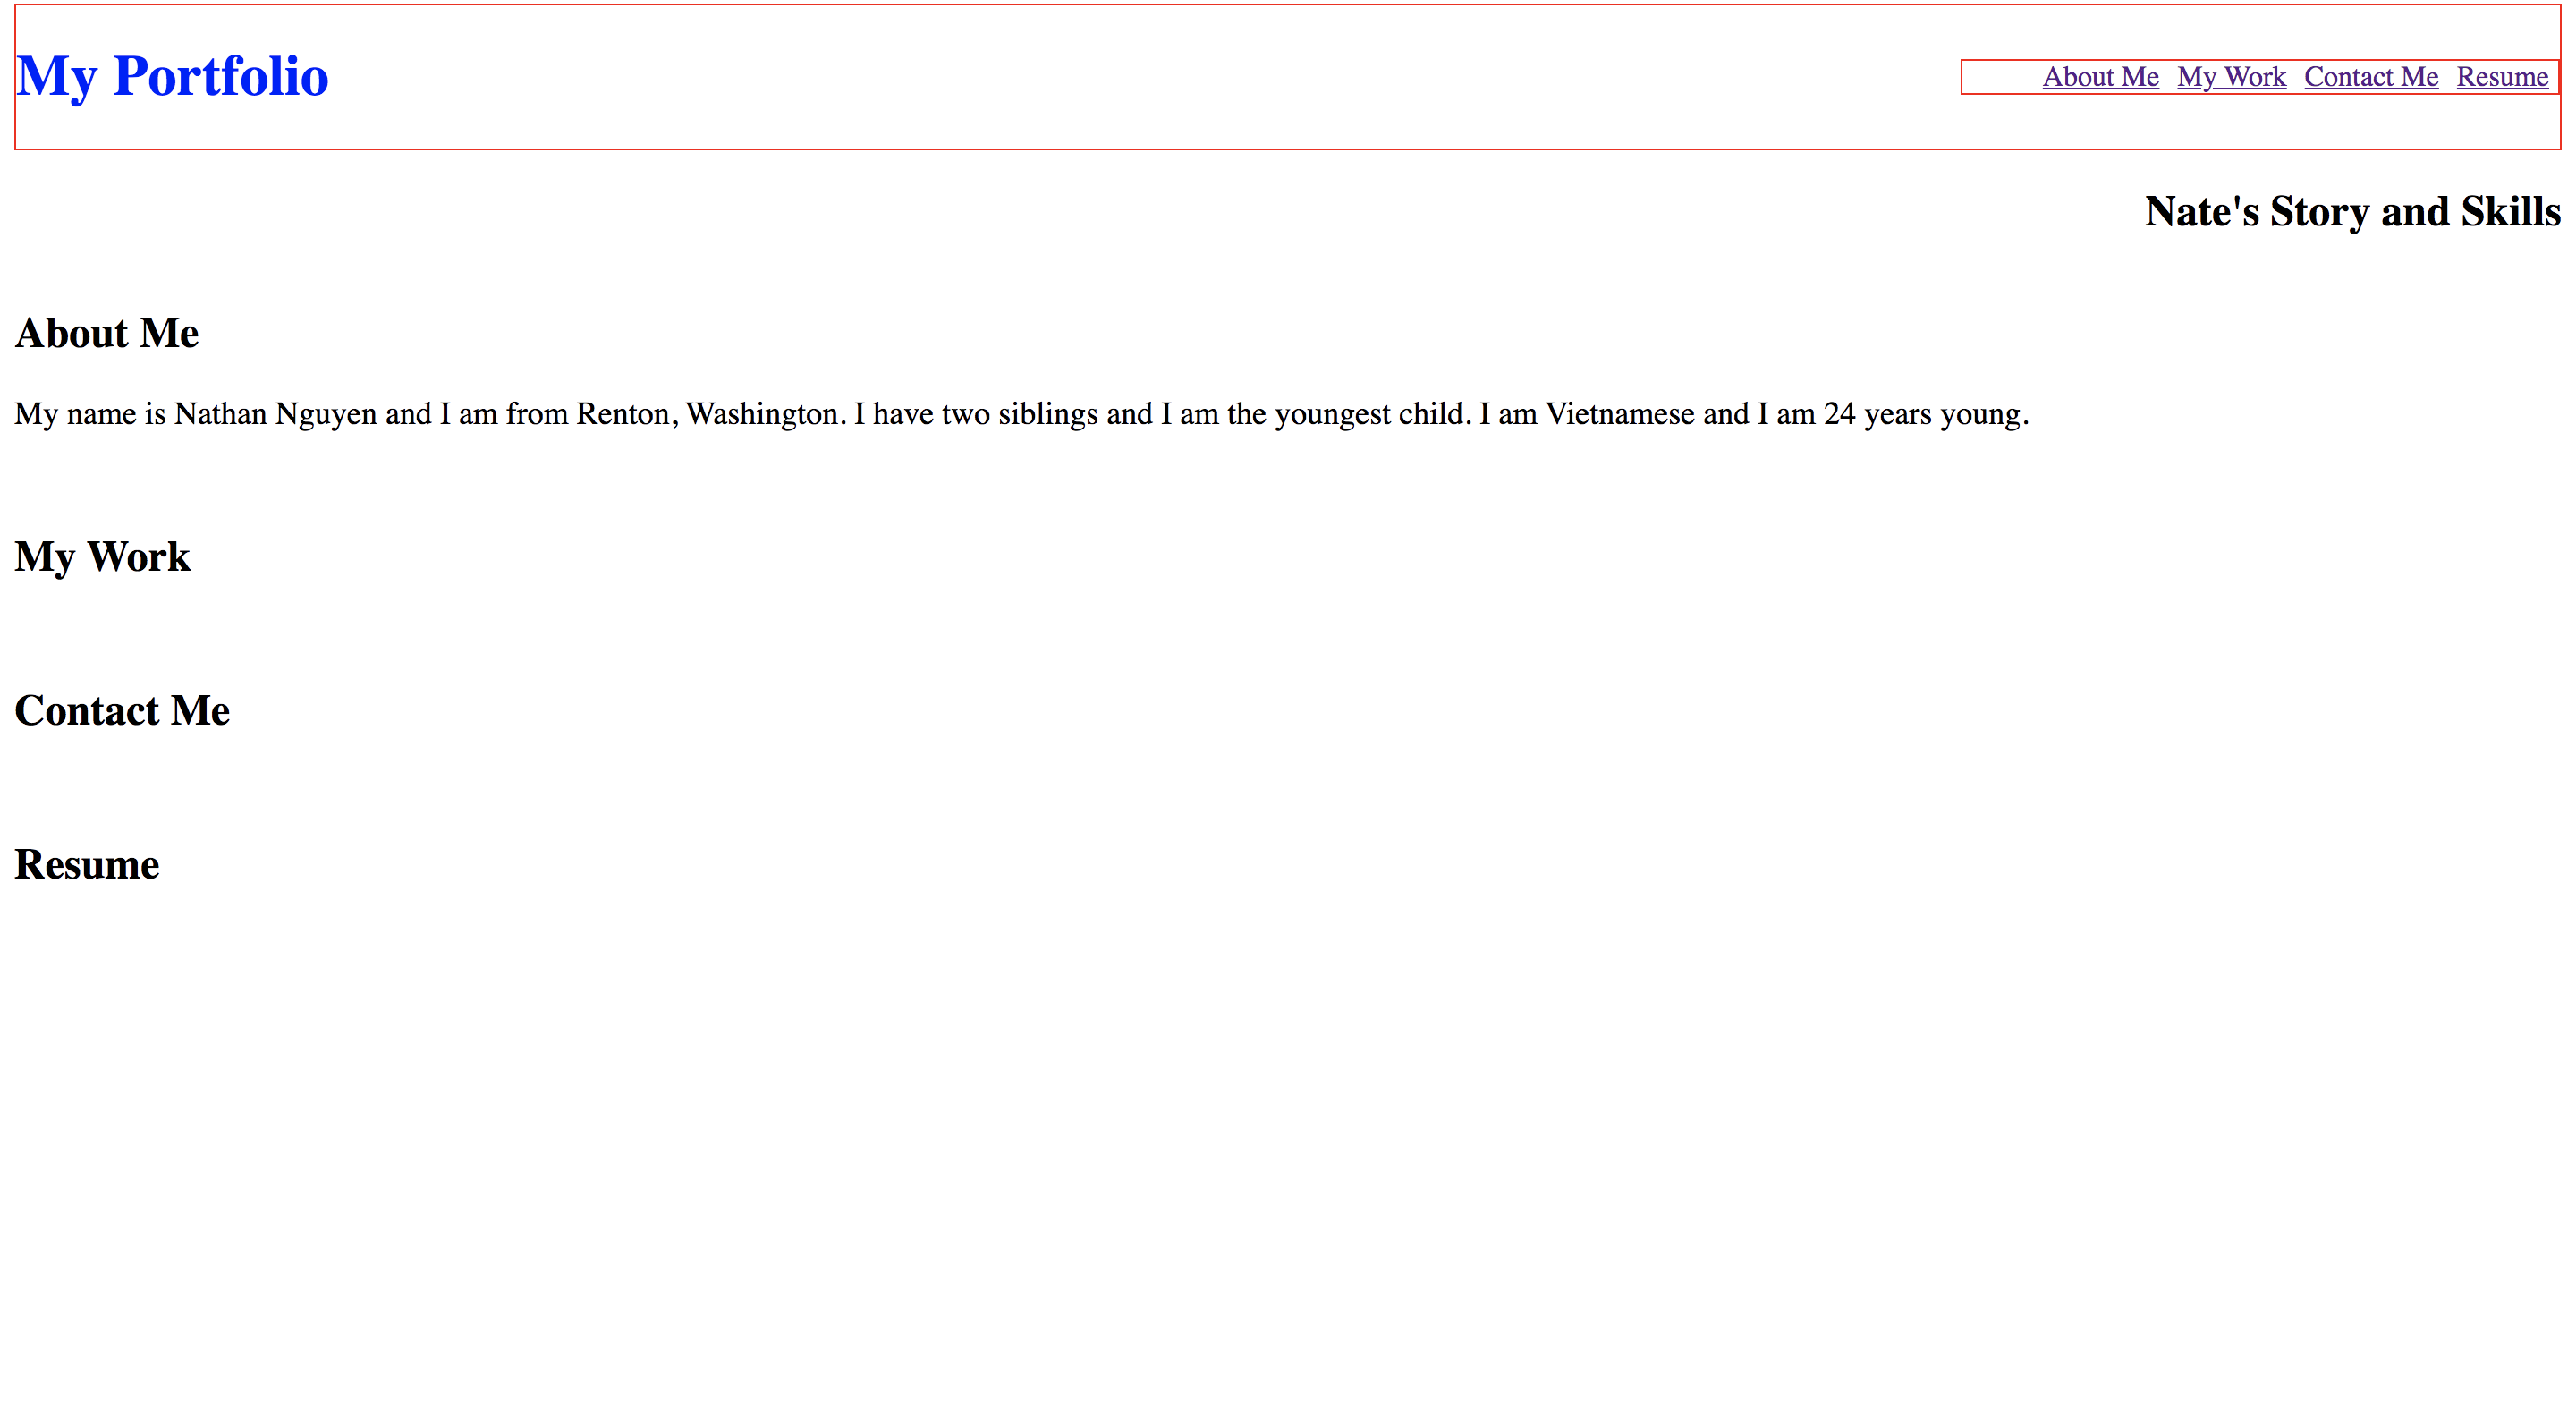 My Portfolio
About Me My Work Contact Me Resume
Nate's Story and Skills
About Me
My name is Nathan Nguyen and I am from Renton, Washington. I have two siblings and I am the youngest child. I am Vietnamese and I am 24 years young.
My Work
Contact Me
Resume